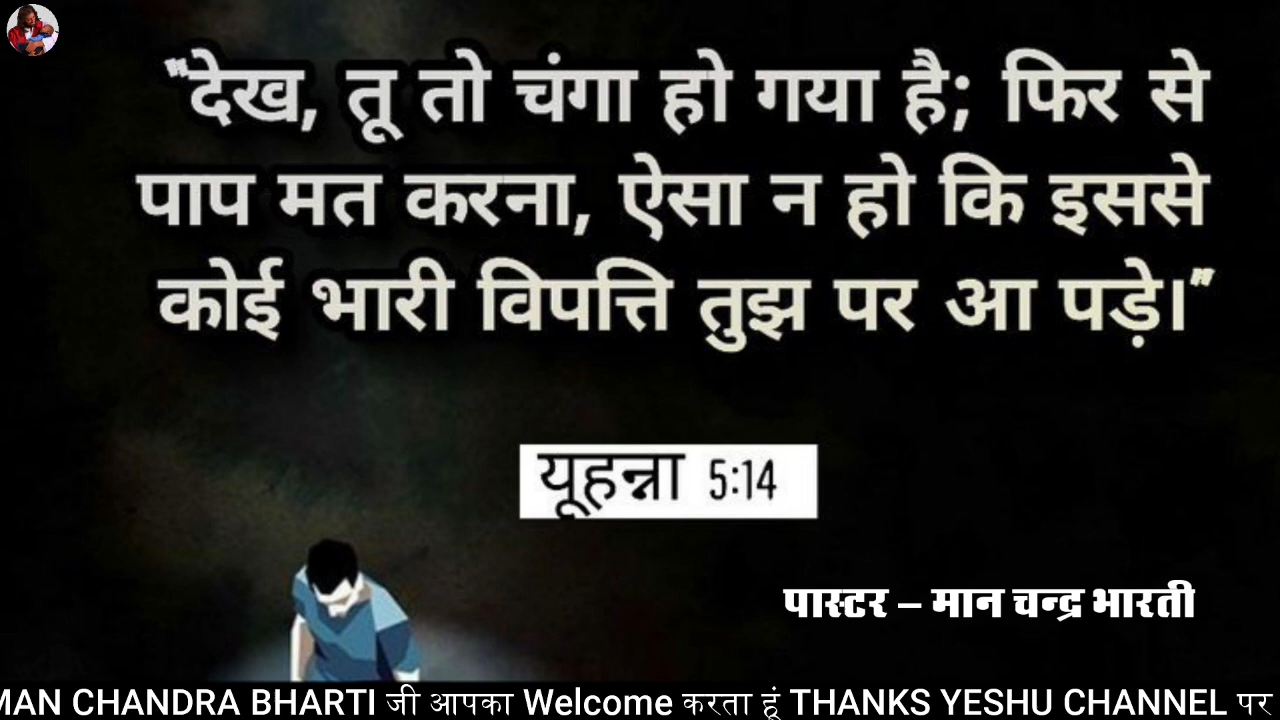 "देख, तू तो चंगा हो गया है; फिर से
पाप मत करना, ऐसा न हो कि इससे
कोई भारी विपत्ति तुझ पर आ पड़े।"
यूहन्ना 5:14
पास्टर – मान चन्द्र भारती
MAN CHANDRA BHARTI जी आपका Welcome करता हूं THANKS YESHU CHANNEL पर